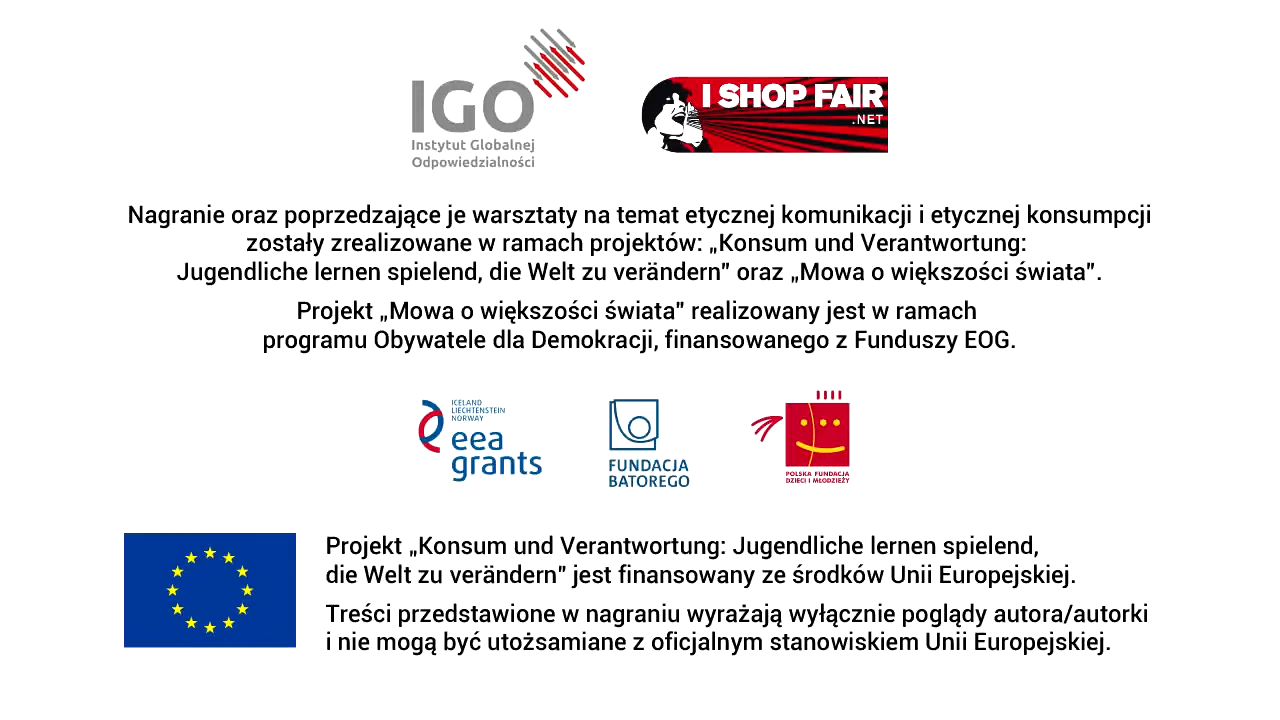 IGO
Instytut Globalnej
Odpowiedzialności
I SHOP FAIR
.NET
Nagranie oraz poprzedzające je warsztaty na temat etycznej komunikacji i etycznej konsumpcji
zostały zrealizowane w ramach projektów: „Konsum und Verantwortung:
Jugendliche lernen spielend, die Welt zu verändern" oraz „Mowa o większości świata".
Projekt „Mowa o większości świata" realizowany jest w ramach
programu Obywatele dla Demokracji, finansowanego z Funduszy EOG.
ICELAND
LIECHTENSTEIN
NORWAY
eea
grants
FUNDACJA
BATOREGO
POLSKA FUNDACJA
DZIECI I MŁODZIEŻY
Projekt „Konsum und Verantwortung: Jugendliche lernen spielend,
die Welt zu verändern" jest finansowany ze środków Unii Europejskiej.
Treści przedstawione w nagraniu wyrażają wyłącznie poglądy autora/autorki
i nie mogą być utożsamiane z oficjalnym stanowiskiem Unii Europejskiej.